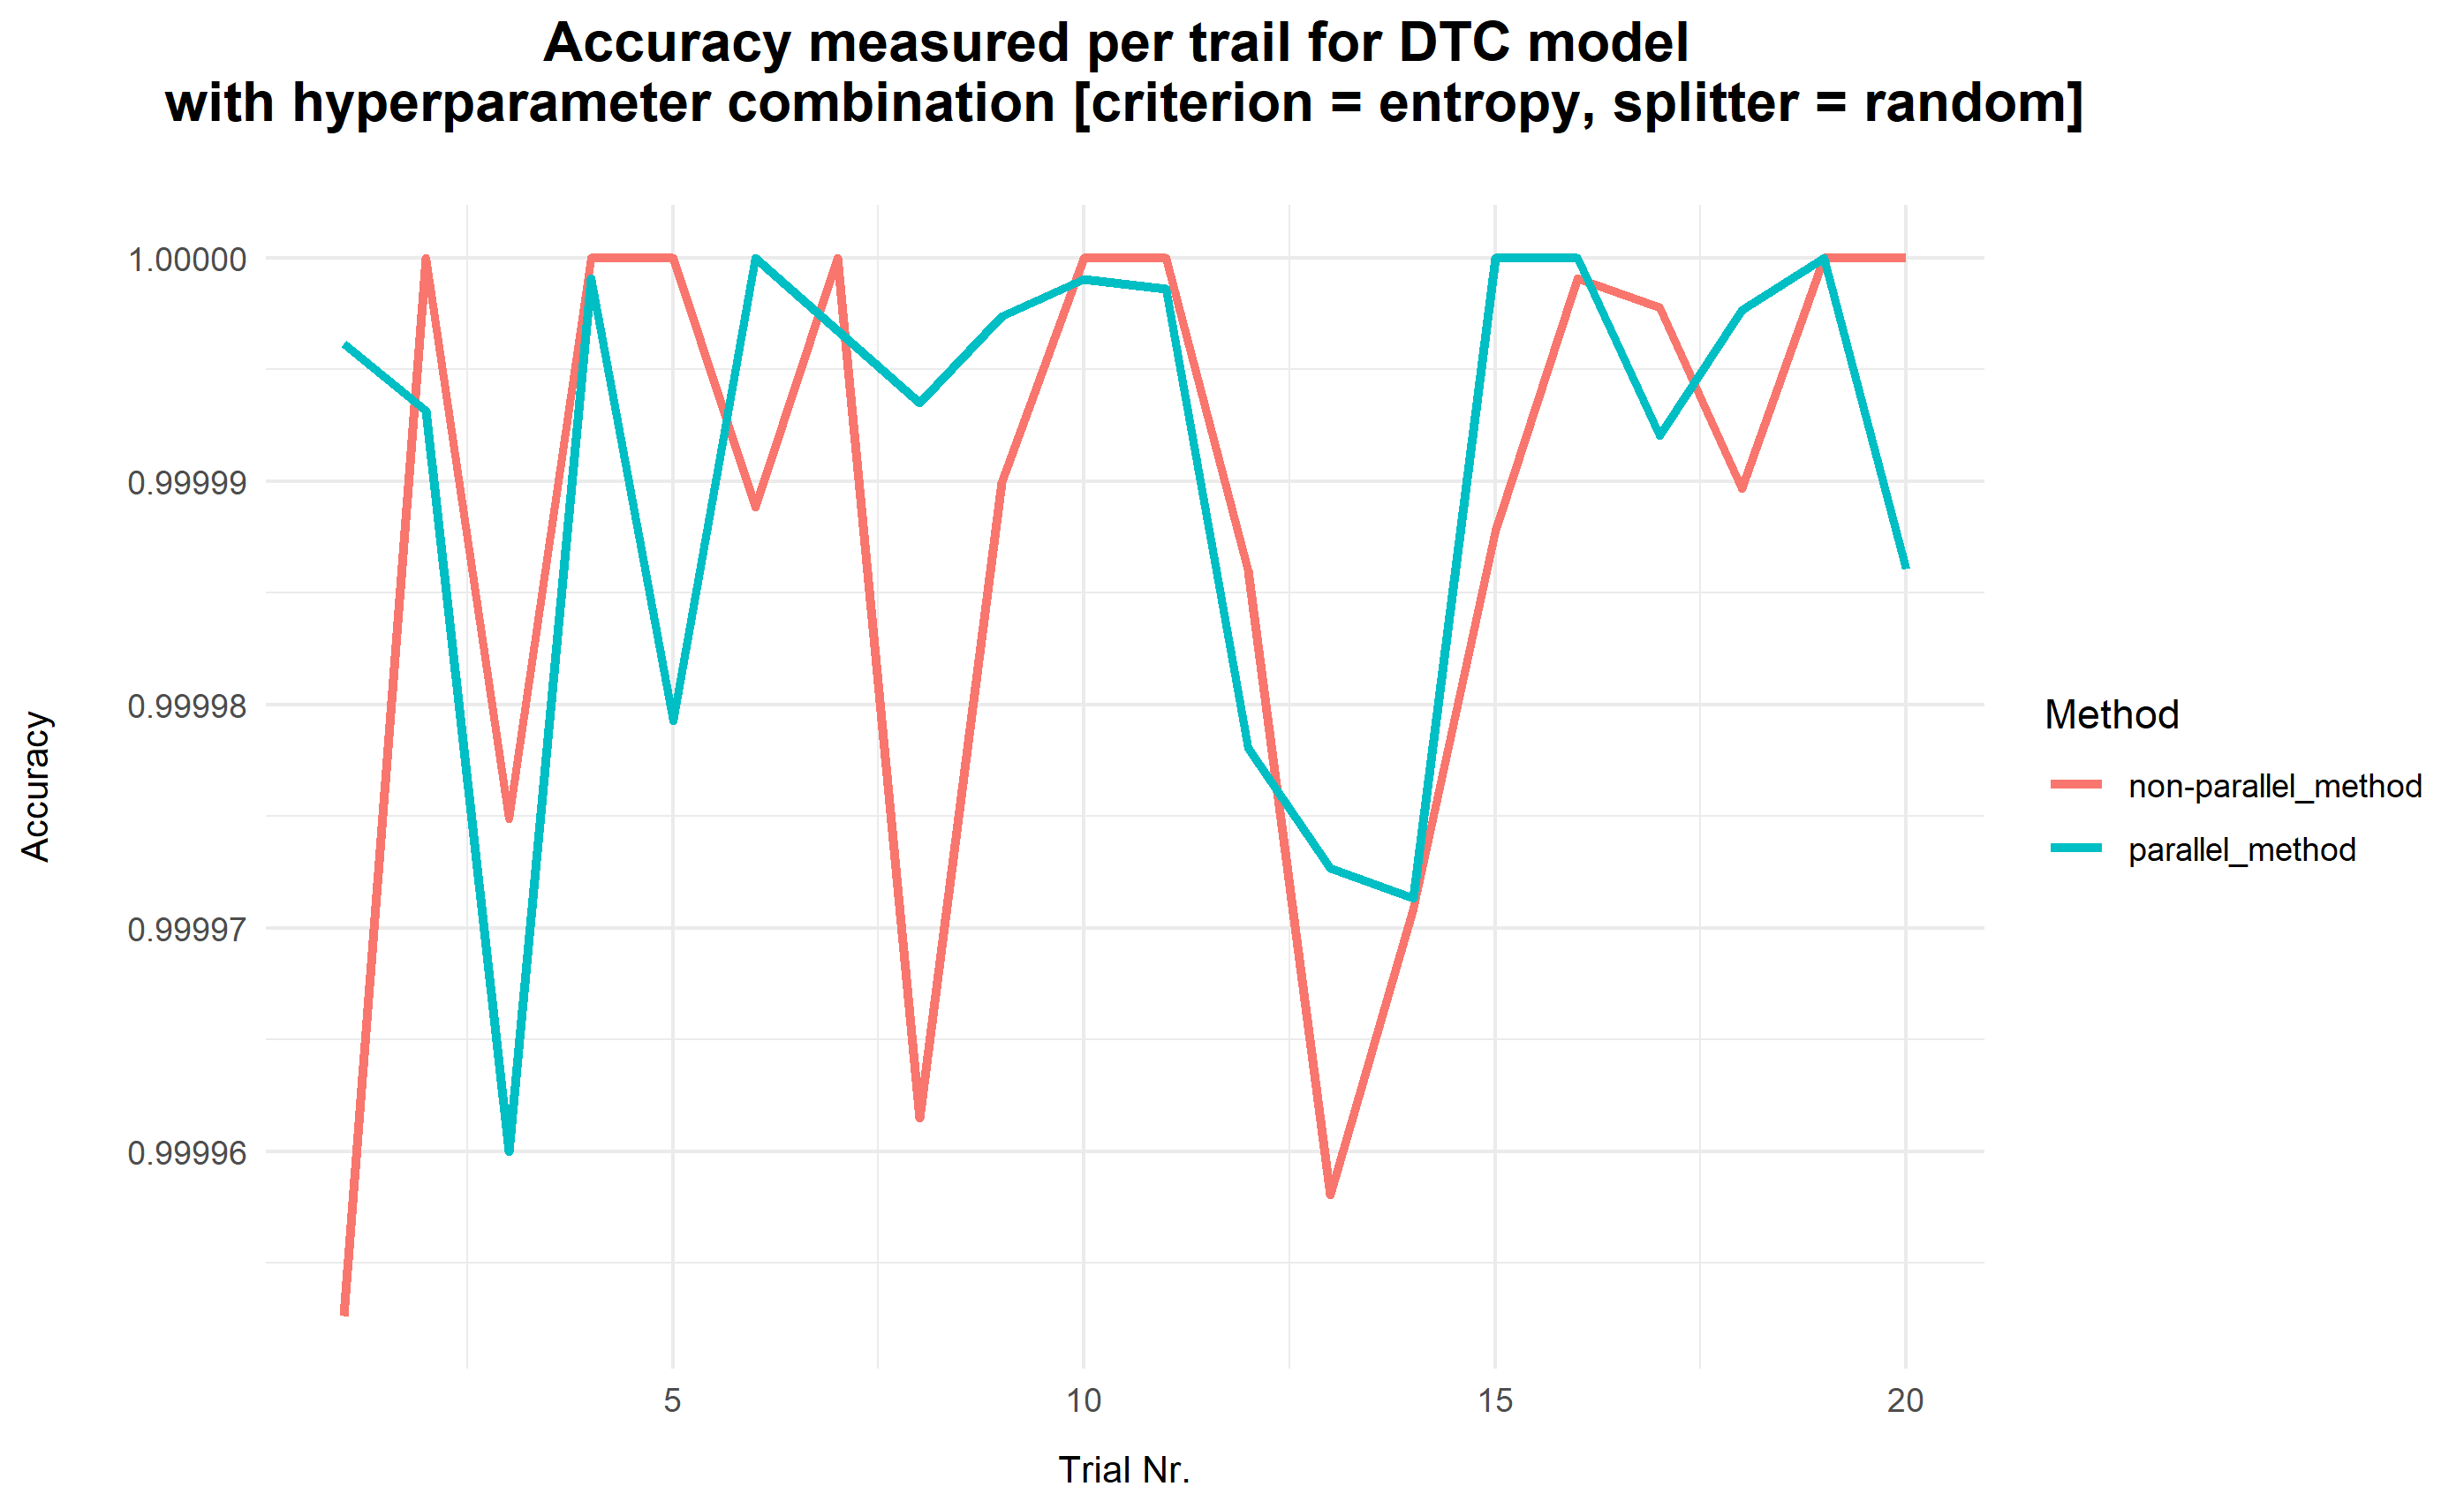 Accuracy measured per trail for DTC model
with hyperparameter combination [criterion = entropy, splitter = random]
Accuracy
1.00000
0.99999
0.99998
0.99997
0.99996
5
10
15
20
Trial Nr.
Method
non-parallel_method
parallel_method